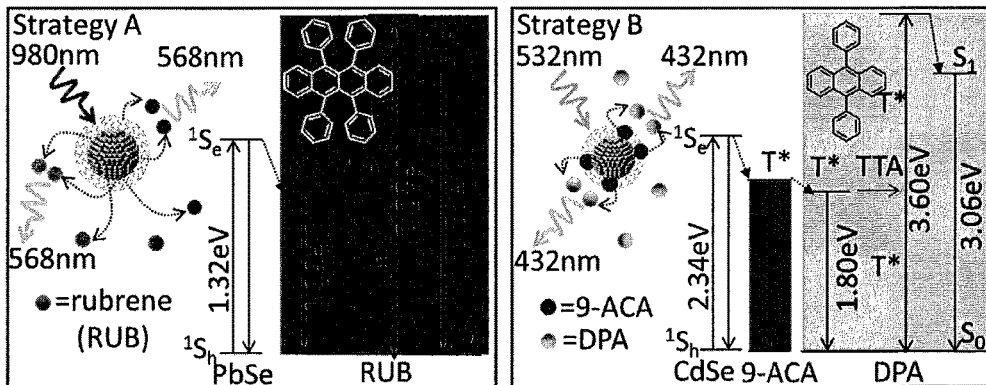 Strategy A
980nm
568nm
¹Sₑ
1.32eV
568nm
=rubrene
(RUB)
¹Sₕ
PbSe
RUB
Strategy B
532nm
432nm
¹Sₑ
T*
T*
T*
TTA
S₁
3.60eV
3.06eV
2.34eV
1.80eV
T*
432nm
=9-ACA
=DPA
¹Sₕ
S₀
CdSe
9-ACA
DPA